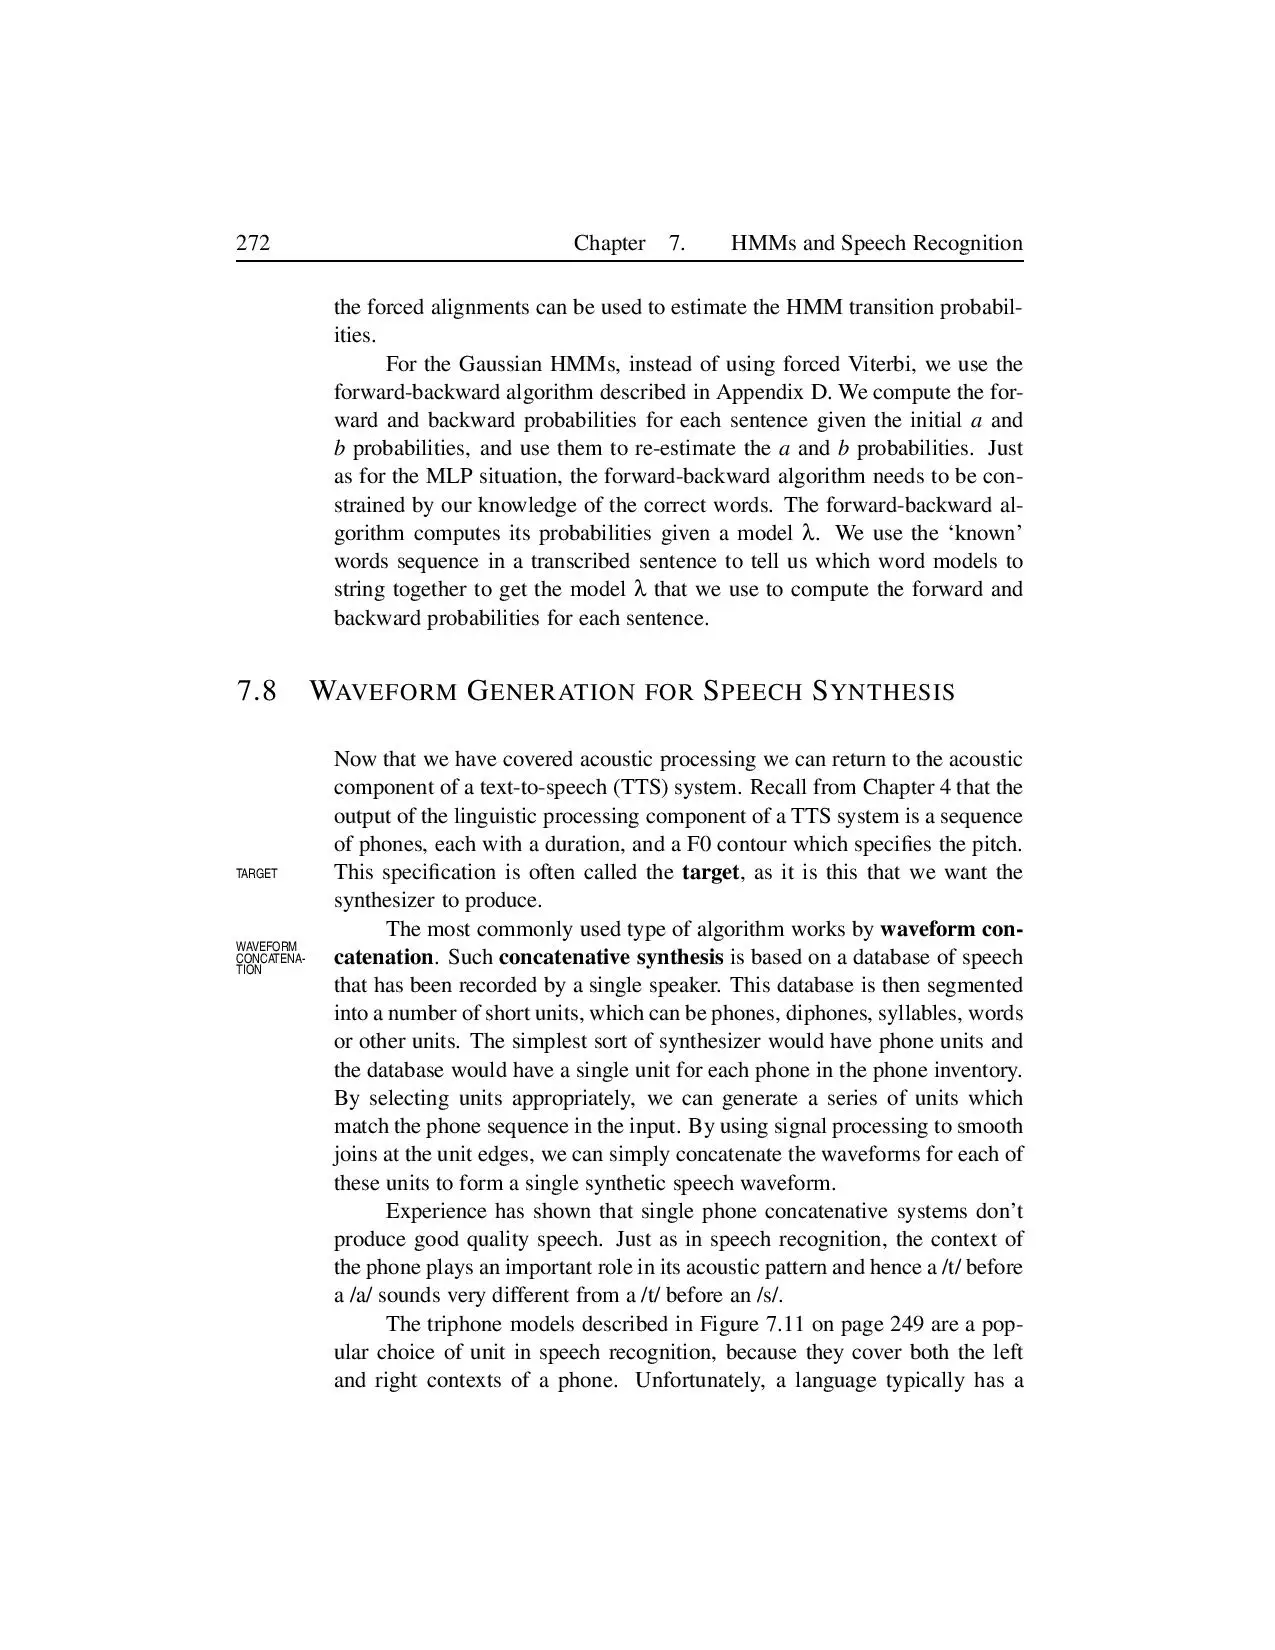 272 Chapter 7. HMMs and Speech Recognition
the forced alignments can be used to estimate the HMM transition probabil-
ities.
For the Gaussian HMMs, instead of using forced Viterbi, we use the
forward-backward algorithm described in Appendix D. We compute the for-
ward and backward probabilities for each sentence given the initial a and
b probabilities, and use them to re-estimate the a and b probabilities. Just
as for the MLP situation, the forward-backward algorithm needs to be con-
strained by our knowledge of the correct words. The forward-backward al-
gorithm computes its probabilities given a model λ. We use the ‘known’
words sequence in a transcribed sentence to tell us which word models to
string together to get the model λ that we use to compute the forward and
backward probabilities for each sentence.
7.8 WAVEFORM GENERATION FOR SPEECH SYNTHESIS
Now that we have covered acoustic processing we can return to the acoustic
component of a text-to-speech (TTS) system. Recall from Chapter 4 that the
output of the linguistic processing component of a TTS system is a sequence
of phones, each with a duration, and a F0 contour which specifies the pitch.
TARGET
This specification is often called the target, as it is this that we want the
synthesizer to produce.
The most commonly used type of algorithm works by waveform con-
WAVEFORM
CONCATENA-
TION
catenation. Such concatenative synthesis is based on a database of speech
that has been recorded by a single speaker. This database is then segmented
into a number of short units, which can be phones, diphones, syllables, words
or other units. The simplest sort of synthesizer would have phone units and
the database would have a single unit for each phone in the phone inventory.
By selecting units appropriately, we can generate a series of units which
match the phone sequence in the input. By using signal processing to smooth
joins at the unit edges, we can simply concatenate the waveforms for each of
these units to form a single synthetic speech waveform.
Experience has shown that single phone concatenative systems don’t
produce good quality speech. Just as in speech recognition, the context of
the phone plays an important role in its acoustic pattern and hence a /t/ before
a /a/ sounds very different from a /t/ before an /s/.
The triphone models described in Figure 7.11 on page 249 are a pop-
ular choice of unit in speech recognition, because they cover both the left
and right contexts of a phone. Unfortunately, a language typically has a